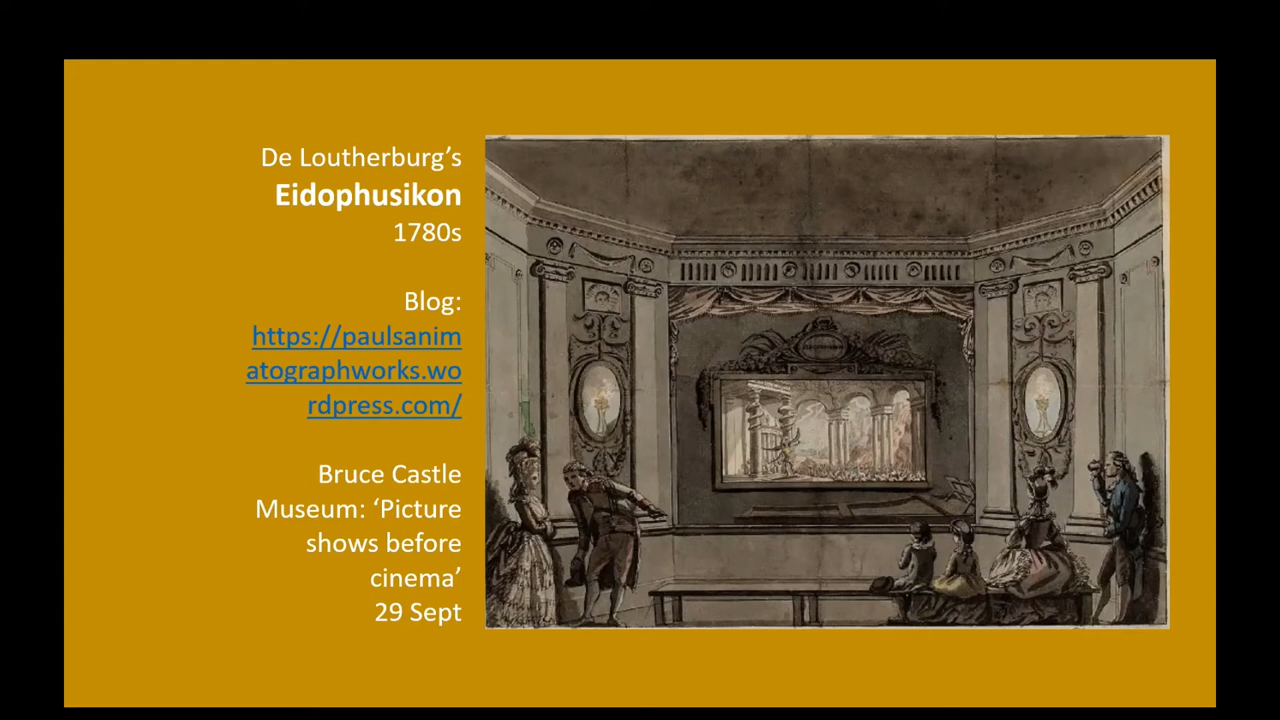 De Loutherburg’s
Eidophusikon
1780s
Blog:
https://paulsanim
atographworks.wo
rdpress.com/
Bruce Castle
Museum: ‘Picture
shows before
cinema’
29 Sept